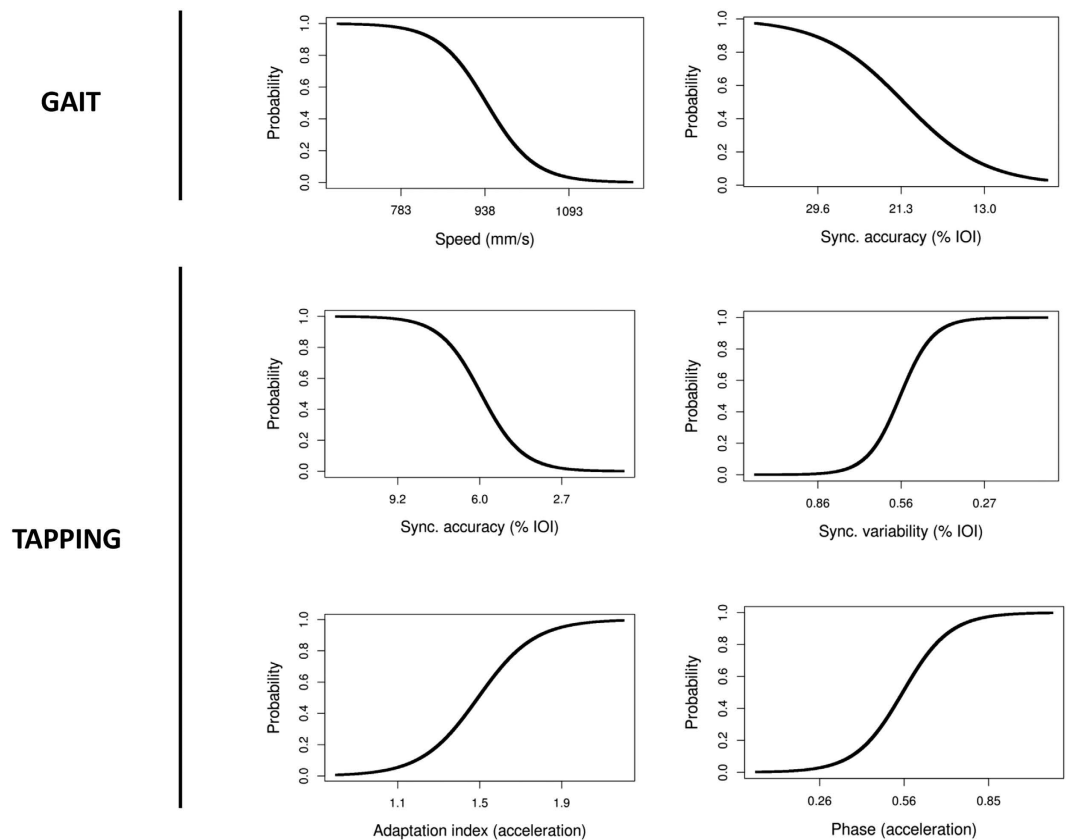 GAIT
Probability
0.0 0.2 0.4 0.6 0.8 1.0
783 938 1093
Speed (mm/s)
Probability
0.0 0.2 0.4 0.6 0.8 1.0
29.6 21.3 13.0
Sync. accuracy (% IOI)
TAPPING
Probability
0.0 0.2 0.4 0.6 0.8 1.0
9.2 6.0 2.7
Sync. accuracy (% IOI)
Probability
0.0 0.2 0.4 0.6 0.8 1.0
0.86 0.56 0.27
Sync. variability (% IOI)
Probability
0.0 0.2 0.4 0.6 0.8 1.0
1.1 1.5 1.9
Adaptation index (acceleration)
Probability
0.0 0.2 0.4 0.6 0.8 1.0
0.26 0.56 0.85
Phase (acceleration)